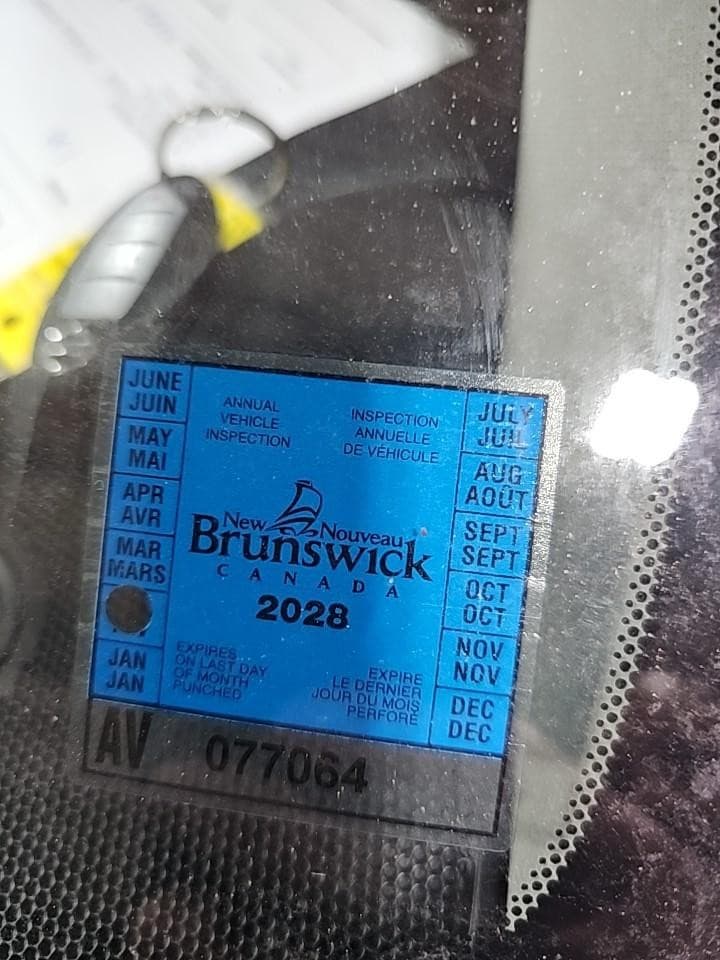 JUNE
JUIN
MAY
MAI
APR
AVR
MAR
MARS
JAN
JAN
ANNUAL
VEHICLE
INSPECTION
INSPECTION
ANNUELLE
DE VÉHICULE
New Nouveau
Brunswick
CANADA
2028
EXPIRES
ON LAST DAY
OF MONTH
PUNCHED
EXPIRE
LE DERNIER
JOUR DU MOIS
PERFORÉ
JULY
JUIL
AUG
AOÛT
SEPT
SEPT
OCT
OCT
NOV
NOV
DEC
DEC
AV 077064